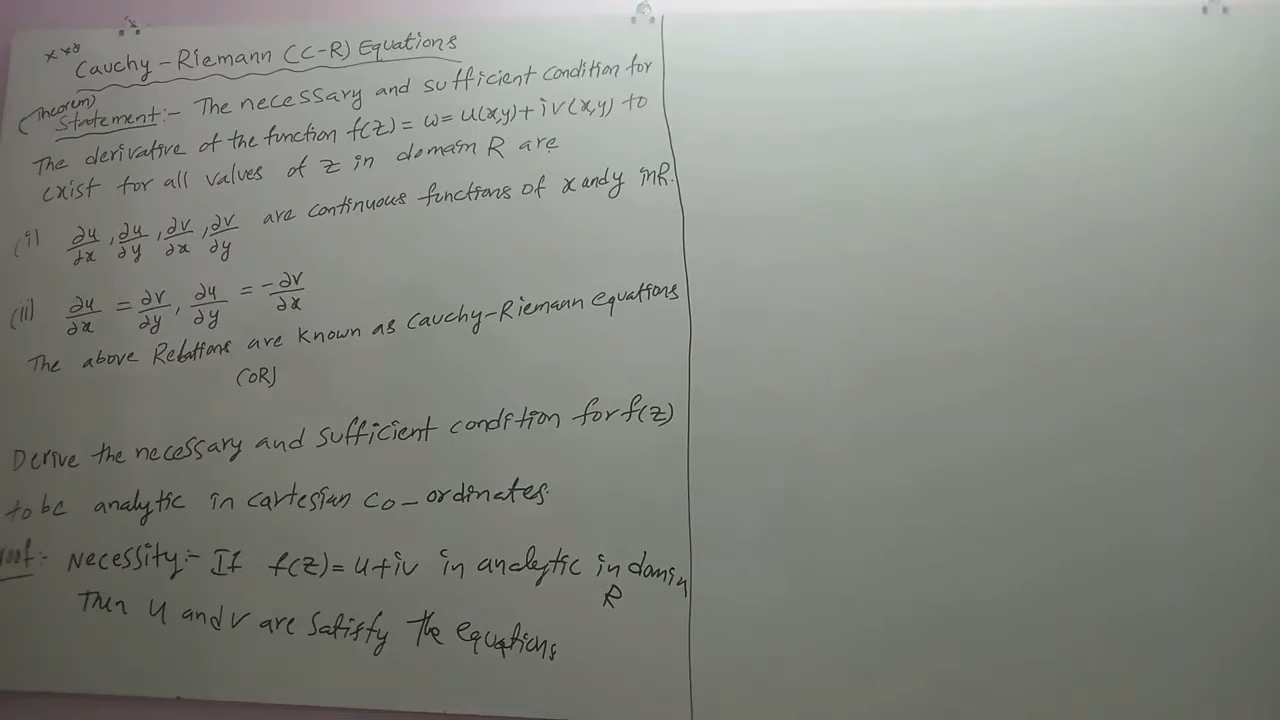 Cauchy-Riemann (C-R) Equations
(Theorem)
Statement:- The necessary and sufficient condition for
The derivative of the function f(z)= w= u(x,y)+iv(x,y) to
exist for all values of z in domain R are
(i) ∂u/∂x, ∂u/∂y, ∂v/∂x, ∂v/∂y are continuous functions of x and y in R.
(ii) ∂u/∂x = ∂v/∂y, ∂u/∂y = -∂v/∂x
The above Relations are known as Cauchy-Riemann equations
(OR)
Derive the necessary and sufficient condition for f(z)
to be analytic in cartesian co-ordinates.
Necessity:- If f(z)= u+iv in analytic in domain
R
Then u and v are satisfy the equations